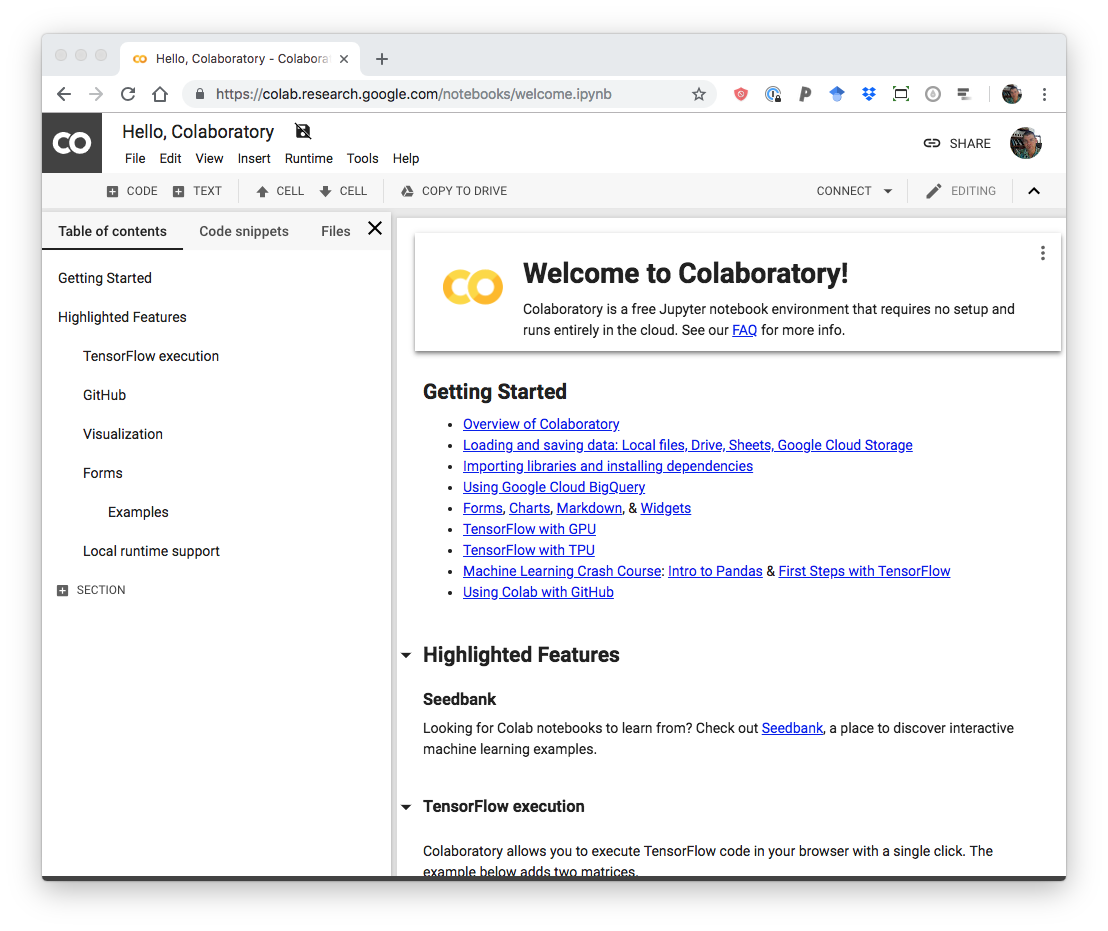 Hello, Colaboratory - Colabora
https://colab.research.google.com/notebooks/welcome.ipynb
CO
Hello, Colaboratory
File Edit View Insert Runtime Tools Help
SHARE
CODE TEXT CELL CELL COPY TO DRIVE CONNECT EDITING
Table of contents Code snippets Files
Getting Started
Highlighted Features
TensorFlow execution
GitHub
Visualization
Forms
Examples
Local runtime support
SECTION
CO
Welcome to Colaboratory!
Colaboratory is a free Jupyter notebook environment that requires no setup and
runs entirely in the cloud. See our FAQ for more info.
Getting Started
• Overview of Colaboratory
• Loading and saving data: Local files, Drive, Sheets, Google Cloud Storage
• Importing libraries and installing dependencies
• Using Google Cloud BigQuery
• Forms, Charts, Markdown, & Widgets
• TensorFlow with GPU
• TensorFlow with TPU
• Machine Learning Crash Course: Intro to Pandas & First Steps with TensorFlow
• Using Colab with GitHub
Highlighted Features
Seedbank
Looking for Colab notebooks to learn from? Check out Seedbank, a place to discover interactive
machine learning examples.
TensorFlow execution
Colaboratory allows you to execute TensorFlow code in your browser with a single click. The
example below adds two matrices.